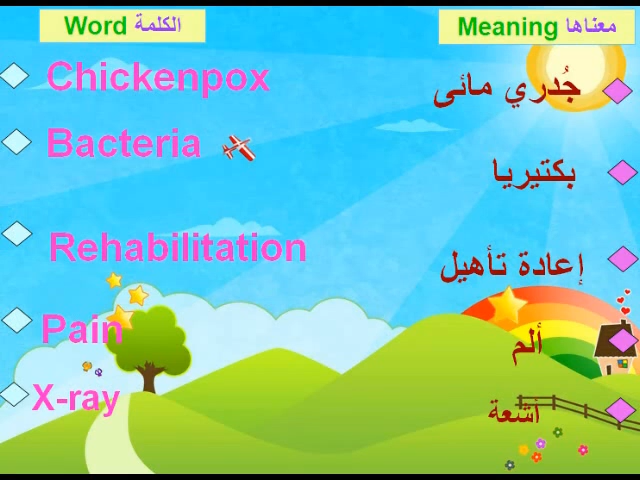 Word الكلمة
Meaning معناها
Chickenpox
جُدري مائى
Bacteria
بكتيريا
Rehabilitation
إعادة تأهيل
Pain
ألم
X-ray
أشعة